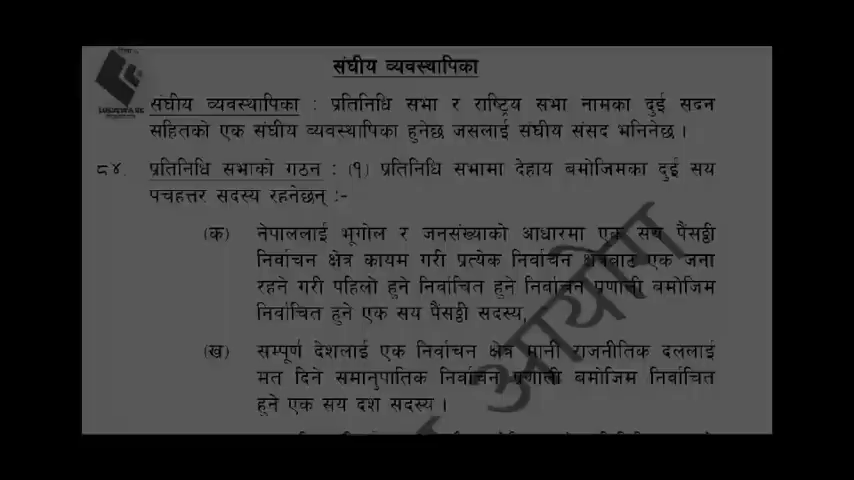 संघीय व्यवस्थापिका
संघीय व्यवस्थापिका : प्रतिनिधि सभा र राष्ट्रिय सभा नामका दुई सदन
सहितको एक संघीय व्यवस्थापिका हुनेछ जसलाई संघीय संसद भनिनेछ ।
८४. प्रतिनिधि सभाको गठन : (१) प्रतिनिधि सभामा देहाय बमोजिमका दुई सय
पचहत्तर सदस्य रहनेछन् :-
(क) नेपाललाई भूगोल र जनसंख्याको आधारमा एक सय पैंसठ्ठी
निर्वाचन क्षेत्र कायम गरी प्रत्येक निर्वाचन क्षेत्रबाट एक जना
रहने गरी पहिलो हुने निर्वाचित हुने निर्वाचन प्रणाली बमोजिम
निर्वाचित हुने एक सय पैंसठ्ठी सदस्य,
(ख) सम्पूर्ण देशलाई एक निर्वाचन क्षेत्र मानी राजनीतिक दललाई
मत दिने समानुपातिक निर्वाचन प्रणाली बमोजिम निर्वाचित
हुने एक सय दश सदस्य ।
आयोग